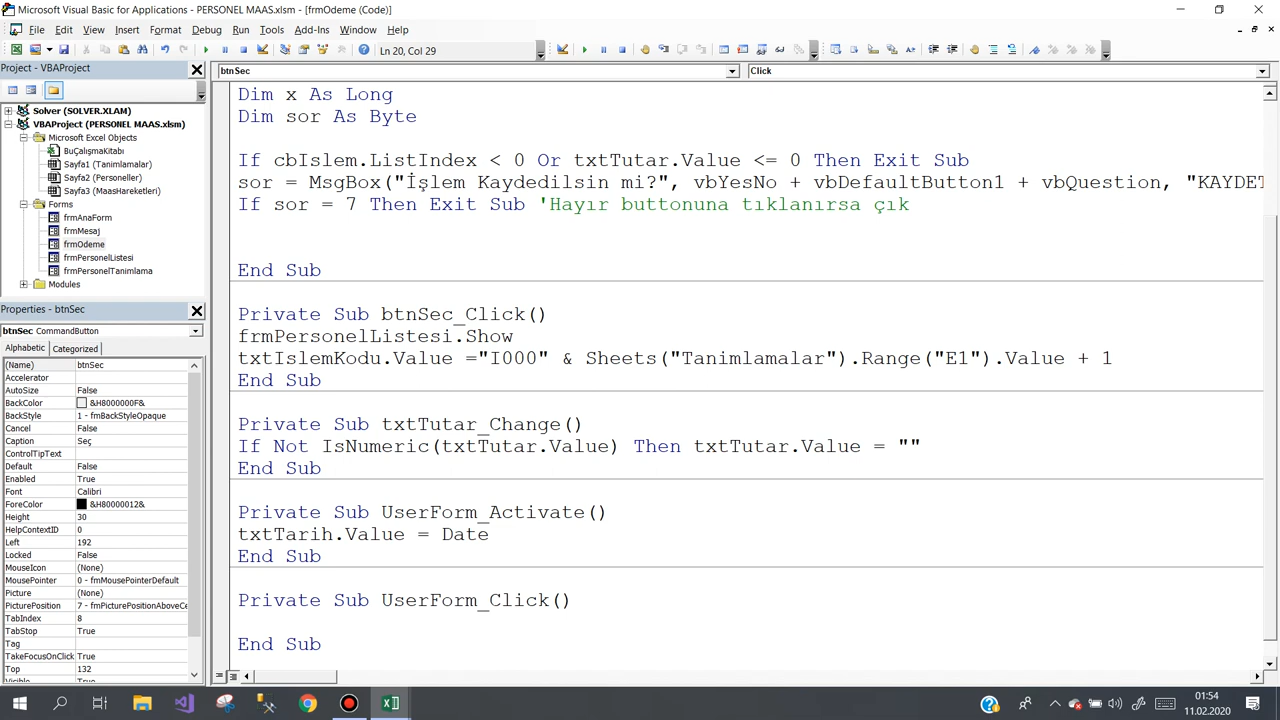 Microsoft Visual Basic for Applications - PERSONEL MAAS.xlsm - [frmOdeme (Code)]
File Edit View Insert Format Debug Run Tools Add-Ins Window Help
Ln 20, Col 29
Project - VBAProject
Solver (SOLVER.XLAM)
VBAProject (PERSONEL MAAS.xlsm)
Microsoft Excel Objects
BuÇalışmaKitabı
Sayfa1 (Tanimlamalar)
Sayfa2 (Personeller)
Sayfa3 (MaasHareketleri)
Forms
frmAnaForm
frmMesaj
frmOdeme
frmPersonelListesi
frmPersonelTanimlama
Modules
Properties - btnSec
btnSec CommandButton
Alphabetic Categorized
(Name) btnSec
Accelerator
AutoSize False
BackColor &H8000000F&
BackStyle 1 - fmBackStyleOpaque
Cancel False
Caption Seç
ControlTipText
Default False
Enabled True
Font Calibri
ForeColor &H80000012&
Height 30
HelpContextID 0
Left 192
Locked False
MouseIcon (None)
MousePointer 0 - fmMousePointerDefault
Picture (None)
PicturePosition 7 - fmPicturePositionAboveCe
TabIndex 8
TabStop True
Tag
TakeFocusOnClick True
Top 132
Visible True
btnSec Click
Dim x As Long
Dim sor As Byte
If cbIslem.ListIndex < 0 Or txtTutar.Value <= 0 Then Exit Sub
sor = MsgBox("İşlem Kaydedilsin mi?", vbYesNo + vbDefaultButton1 + vbQuestion, "KAYDET
If sor = 7 Then Exit Sub 'Hayır buttonuna tıklanırsa çık
End Sub
Private Sub btnSec_Click()
frmPersonelListesi.Show
txtIslemKodu.Value ="I000" & Sheets("Tanimlamalar").Range("E1").Value + 1
End Sub
Private Sub txtTutar_Change()
If Not IsNumeric(txtTutar.Value) Then txtTutar.Value = ""
End Sub
Private Sub UserForm_Activate()
txtTarih.Value = Date
End Sub
Private Sub UserForm_Click()
End Sub
01:54
11.02.2020